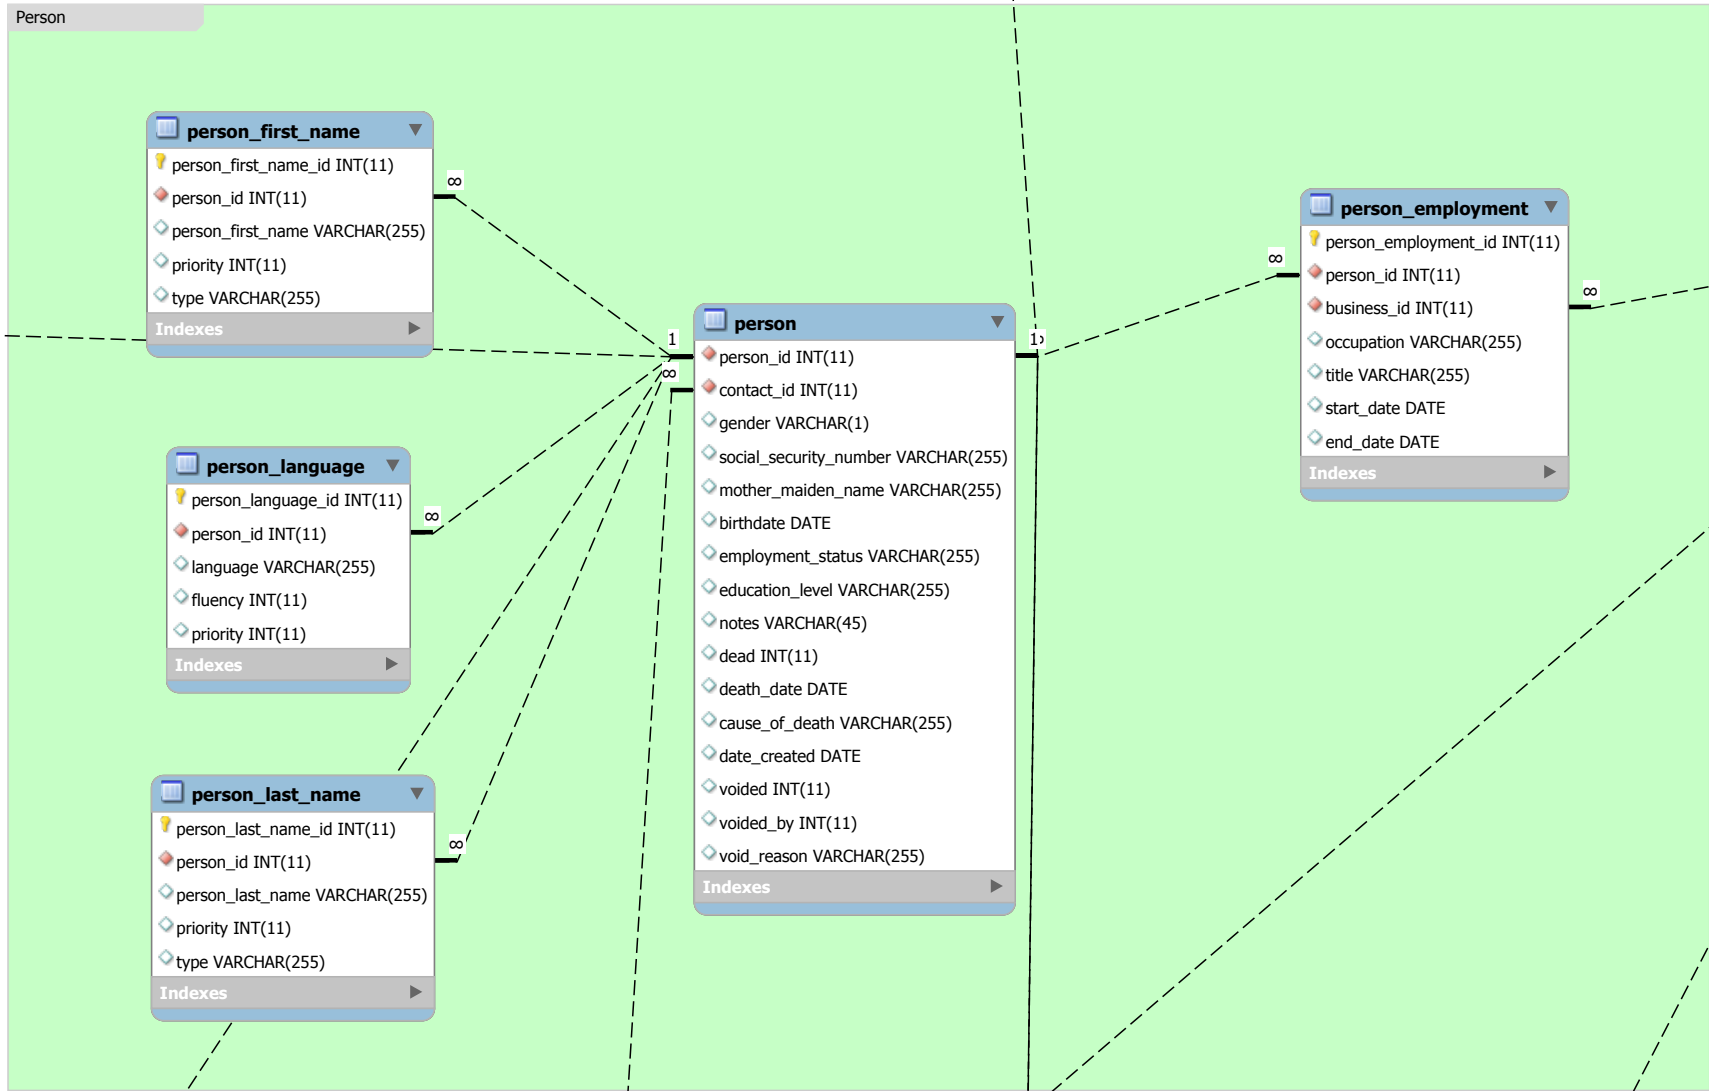 Person
person_first_name
person_first_name_id INT(11)
person_id INT(11)
person_first_name VARCHAR(255)
priority INT(11)
type VARCHAR(255)
Indexes
∞
person_language
person_language_id INT(11)
person_id INT(11)
language VARCHAR(255)
fluency INT(11)
priority INT(11)
Indexes
∞
person_last_name
person_last_name_id INT(11)
person_id INT(11)
person_last_name VARCHAR(255)
priority INT(11)
type VARCHAR(255)
Indexes
∞
1
∞
person
person_id INT(11)
contact_id INT(11)
gender VARCHAR(1)
social_security_number VARCHAR(255)
mother_maiden_name VARCHAR(255)
birthdate DATE
employment_status VARCHAR(255)
education_level VARCHAR(255)
notes VARCHAR(45)
dead INT(11)
death_date DATE
cause_of_death VARCHAR(255)
date_created DATE
voided INT(11)
voided_by INT(11)
void_reason VARCHAR(255)
Indexes
1
∞
person_employment
person_employment_id INT(11)
person_id INT(11)
business_id INT(11)
occupation VARCHAR(255)
title VARCHAR(255)
start_date DATE
end_date DATE
Indexes
∞